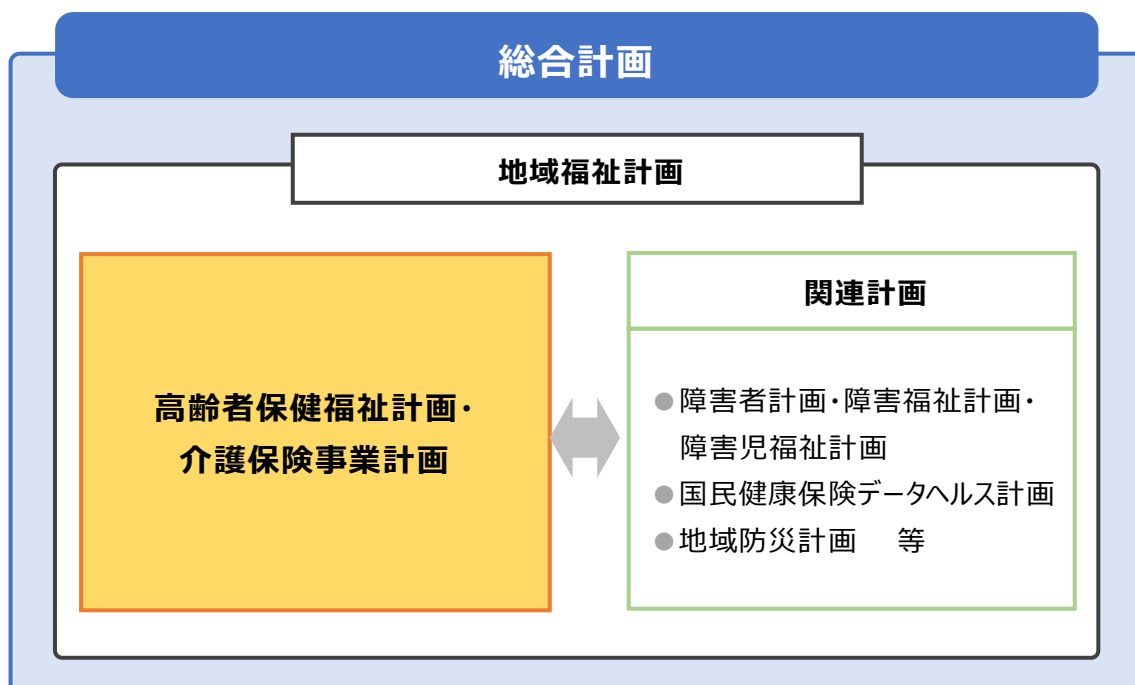 総合計画
地域福祉計画
高齢者保健福祉計画・
介護保険事業計画
関連計画
●障害者計画・障害福祉計画・
障害児福祉計画
●国民健康保険データヘルス計画
●地域防災計画　等